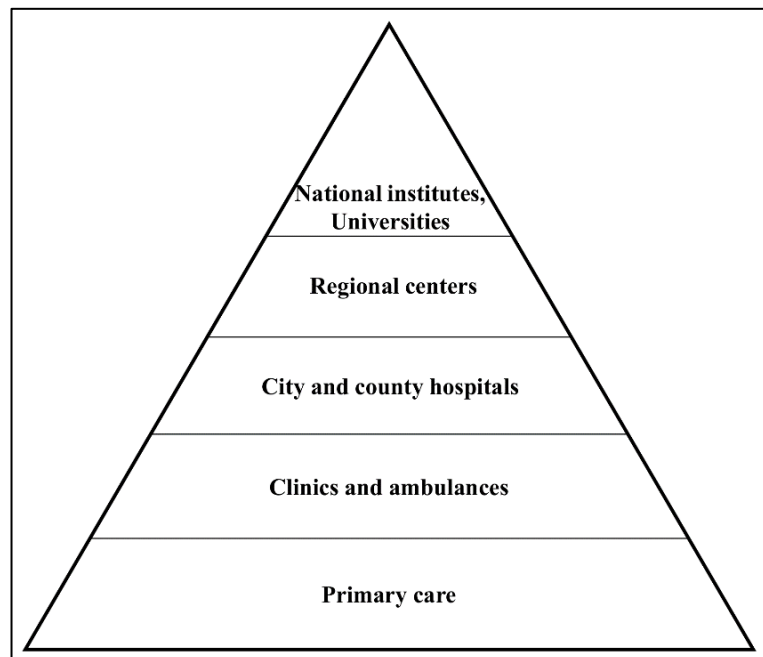 National institutes,
Universities
Regional centers
City and county hospitals
Clinics and ambulances
Primary care